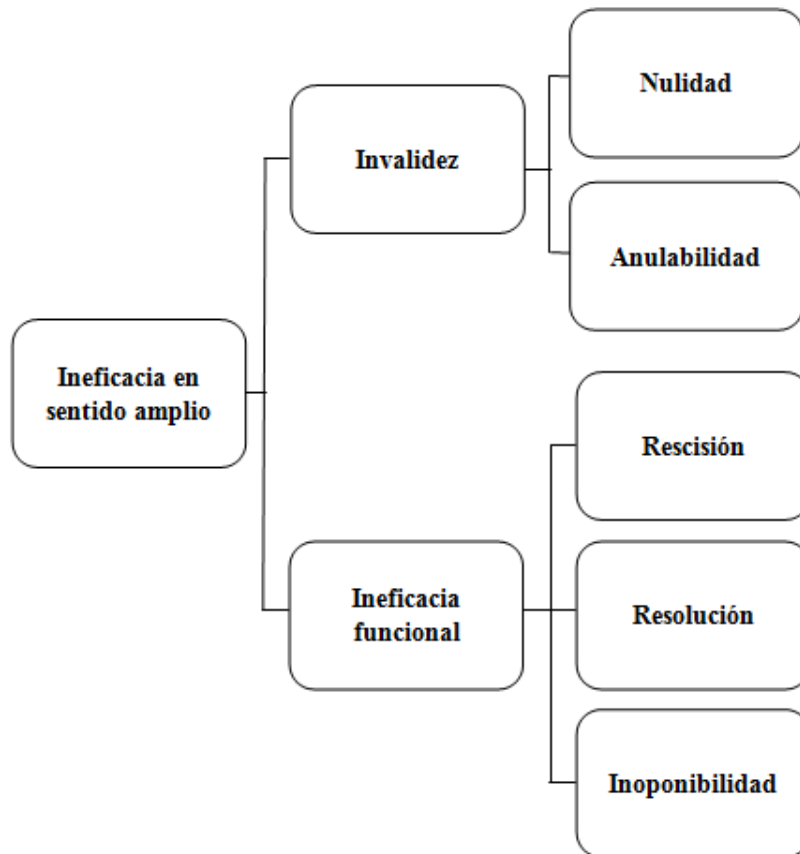 Ineficacia en
sentido amplio
Invalidez
Nulidad
Anulabilidad
Ineficacia
funcional
Rescisión
Resolución
Inoponibilidad